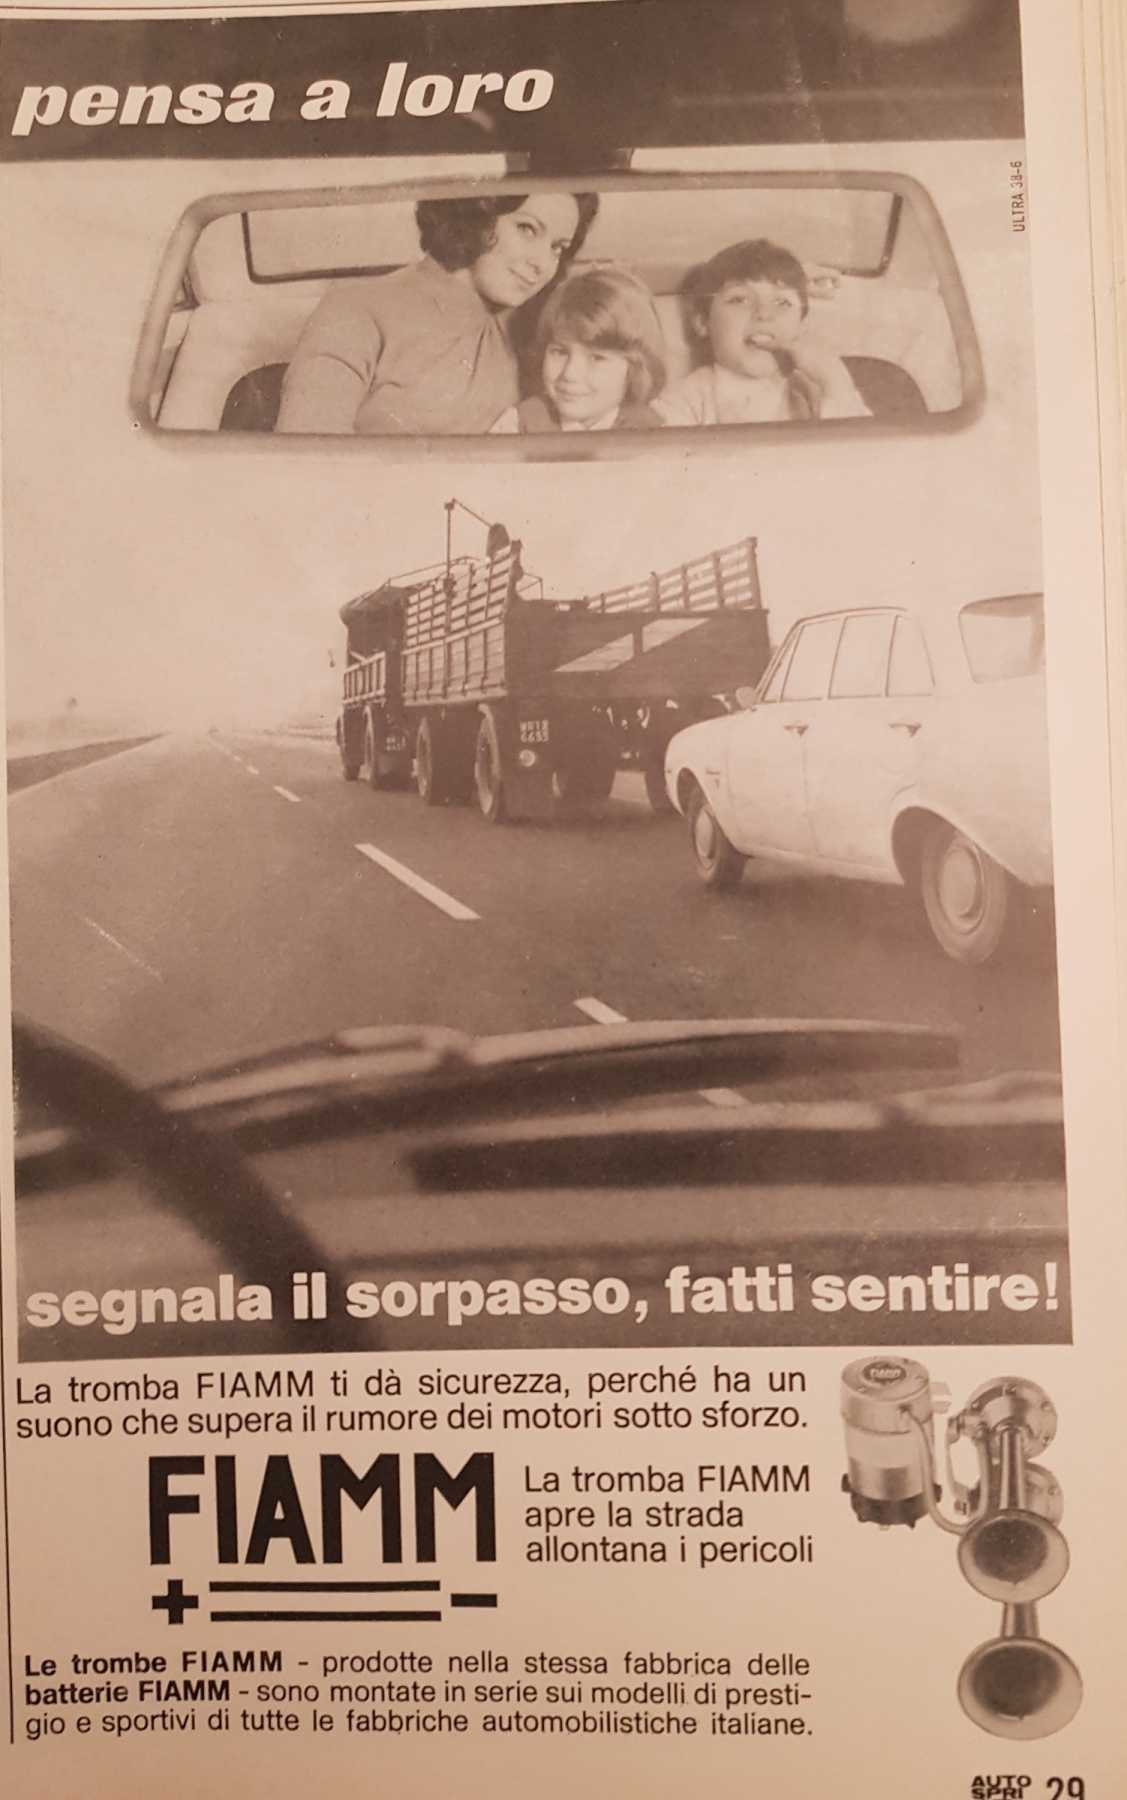 pensa a loro
ULTRA 38-6
segnala il sorpasso, fatti sentire!
La tromba FIAMM ti dà sicurezza, perché ha un
suono che supera il rumore dei motori sotto sforzo.
FIAMM
La tromba FIAMM
apre la strada
allontana i pericoli
+ = -
Le trombe FIAMM - prodotte nella stessa fabbrica delle
batterie FIAMM - sono montate in serie sui modelli di presti-
gio e sportivi di tutte le fabbriche automobilistiche italiane.
AUTO
SPRI
29